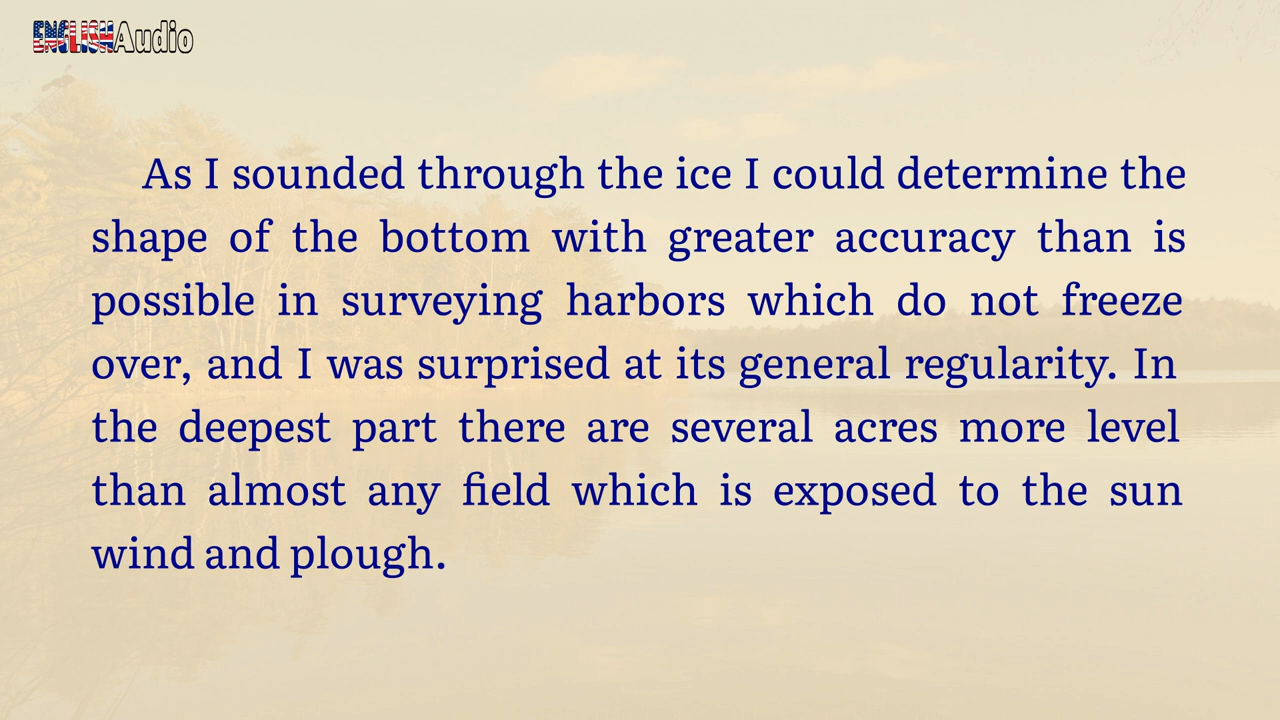 ENGLISHAudio
As I sounded through the ice I could determine the
shape of the bottom with greater accuracy than is
possible in surveying harbors which do not freeze
over, and I was surprised at its general regularity. In
the deepest part there are several acres more level
than almost any field which is exposed to the sun
wind and plough.